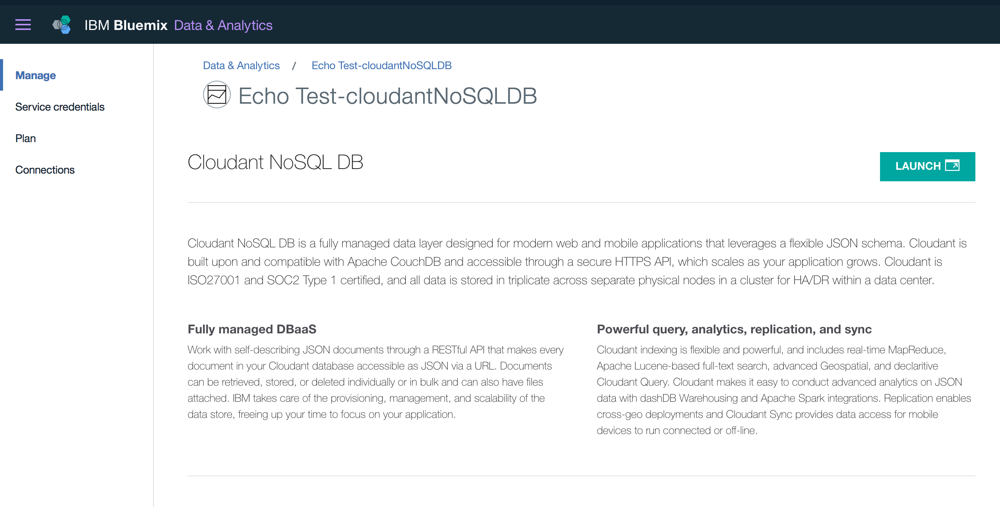 IBM Bluemix Data & Analytics
Manage
Service credentials
Plan
Connections
Data & Analytics / Echo Test-cloudantNoSQLDB
Echo Test-cloudantNoSQLDB
Cloudant NoSQL DB
LAUNCH
Cloudant NoSQL DB is a fully managed data layer designed for modern web and mobile applications that leverages a flexible JSON schema. Cloudant is
built upon and compatible with Apache CouchDB and accessible through a secure HTTPS API, which scales as your application grows. Cloudant is
ISO27001 and SOC2 Type 1 certified, and all data is stored in triplicate across separate physical nodes in a cluster for HA/DR within a data center.
Fully managed DBaaS
Work with self-describing JSON documents through a RESTful API that makes every
document in your Cloudant database accessible as JSON via a URL. Documents
can be retrieved, stored, or deleted individually or in bulk and can also have files
attached. IBM takes care of the provisioning, management, and scalability of the
data store, freeing up your time to focus on your application.
Powerful query, analytics, replication, and sync
Cloudant indexing is flexible and powerful, and includes real-time MapReduce,
Apache Lucene-based full-text search, advanced Geospatial, and declaritive
Cloudant Query. Cloudant makes it easy to conduct advanced analytics on JSON
data with dashDB Warehousing and Apache Spark integrations. Replication enables
cross-geo deployments and Cloudant Sync provides data access for mobile
devices to run connected or off-line.